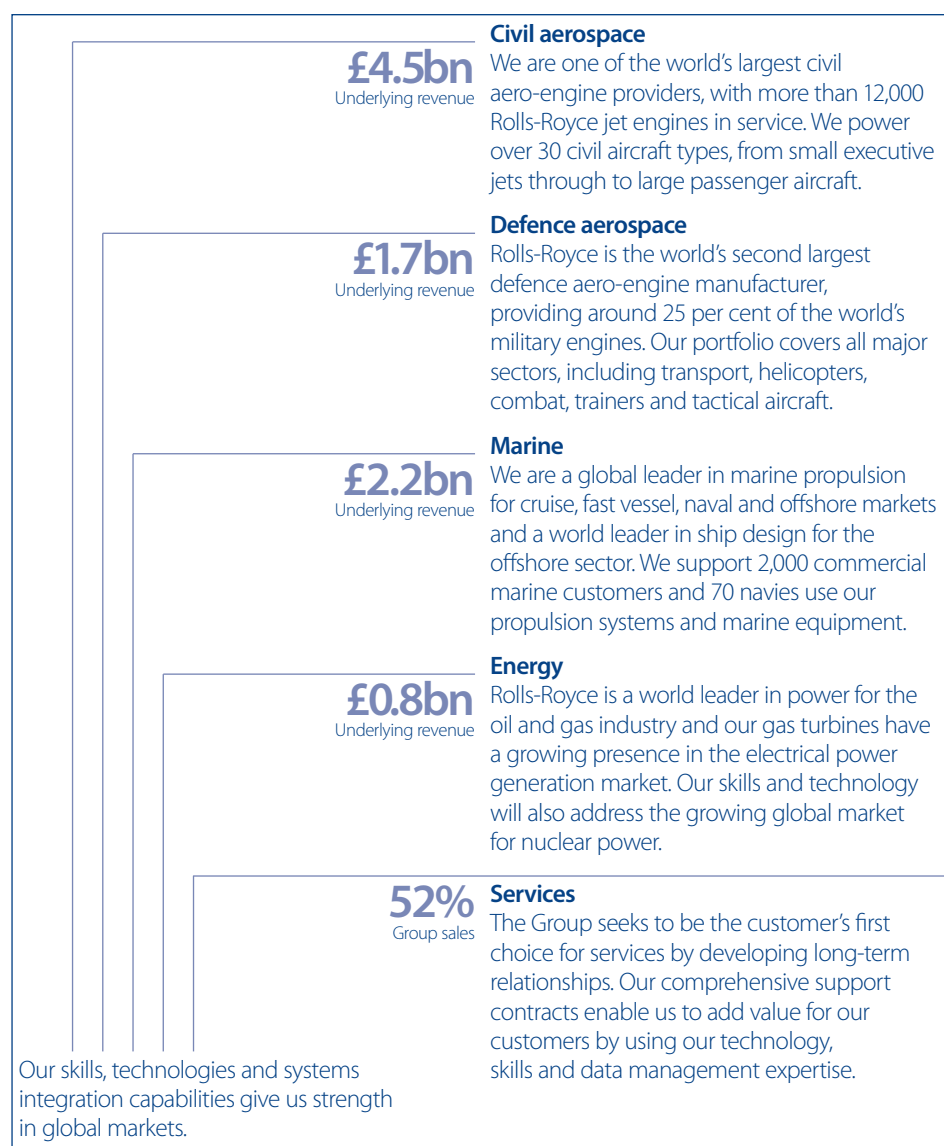 Civil aerospace
£4.5bn
Underlying revenue
We are one of the world's largest civil
aero-engine providers, with more than 12,000
Rolls-Royce jet engines in service. We power
over 30 civil aircraft types, from small executive
jets through to large passenger aircraft.
Defence aerospace
£1.7bn
Underlying revenue
Rolls-Royce is the world's second largest
defence aero-engine manufacturer,
providing around 25 per cent of the world's
military engines. Our portfolio covers all major
sectors, including transport, helicopters,
combat, trainers and tactical aircraft.
Marine
£2.2bn
Underlying revenue
We are a global leader in marine propulsion
for cruise, fast vessel, naval and offshore markets
and a world leader in ship design for the
offshore sector. We support 2,000 commercial
marine customers and 70 navies use our
propulsion systems and marine equipment.
Energy
£0.8bn
Underlying revenue
Rolls-Royce is a world leader in power for the
oil and gas industry and our gas turbines have
a growing presence in the electrical power
generation market. Our skills and technology
will also address the growing global market
for nuclear power.
Services
52%
Group sales
The Group seeks to be the customer's first
choice for services by developing long-term
relationships. Our comprehensive support
contracts enable us to add value for our
customers by using our technology,
skills and data management expertise.
Our skills, technologies and systems
integration capabilities give us strength
in global markets.